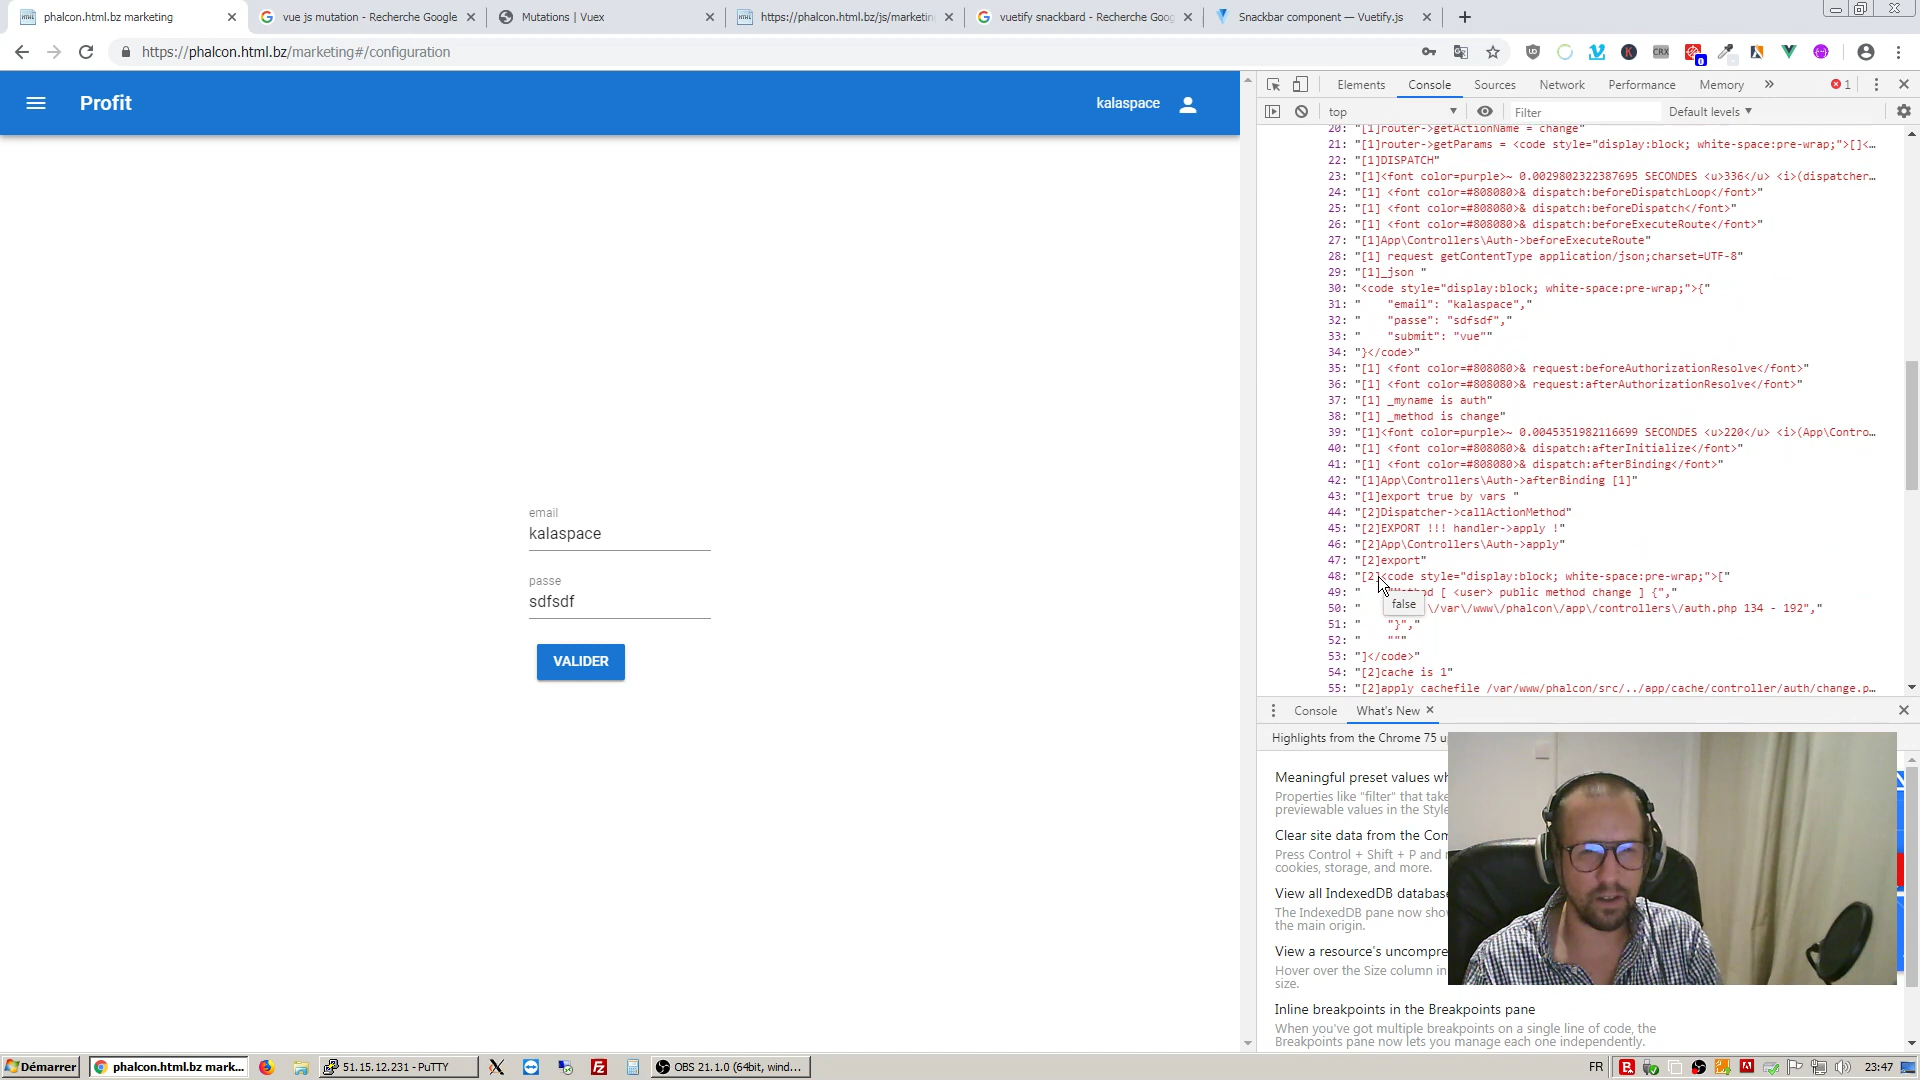 phalcon.html.bz marketing
vue js mutation - Recherche Google
Mutations | Vuex
https://phalcon.html.bz/js/marketin
vuetify snackbard - Recherche Goog
Snackbar component — Vuetify.js
https://phalcon.html.bz/marketing#/configuration
Profit
kalaspace
email
kalaspace
passe
sdfsdf
VALIDER
Elements
Console
Sources
Network
Performance
Memory
1
top
Filter
Default levels
20: "[1]router->getActionName = change"
21: "[1]router->getParams = <code style="display:block; white-space:pre-wrap;">[]<…
22: "[1]DISPATCH"
23: "[1]<font color=purple>~ 0.0029802322387695 SECONDES <u>336</u> <i>(dispatcher…
24: "[1] <font color=#808080>& dispatch:beforeDispatchLoop</font>"
25: "[1] <font color=#808080>& dispatch:beforeDispatch</font>"
26: "[1] <font color=#808080>& dispatch:beforeExecuteRoute</font>"
27: "[1]App\Controllers\Auth->beforeExecuteRoute"
28: "[1] request getContentType application/json;charset=UTF-8"
29: "[1]_json "
30: "<code style="display:block; white-space:pre-wrap;">{"
31: "    "email": "kalaspace","
32: "    "passe": "sdfsdf","
33: "    "submit": "vue""
34: "}</code>"
35: "[1] <font color=#808080>& request:beforeAuthorizationResolve</font>"
36: "[1] <font color=#808080>& request:afterAuthorizationResolve</font>"
37: "[1] _myname is auth"
38: "[1] _method is change"
39: "[1]<font color=purple>~ 0.0045351982116699 SECONDES <u>220</u> <i>(App\Contro…
40: "[1] <font color=#808080>& dispatch:afterInitialize</font>"
41: "[1] <font color=#808080>& dispatch:afterBinding</font>"
42: "[1]App\Controllers\Auth->afterBinding [1]"
43: "[1]export true by vars "
44: "[2]Dispatcher->callActionMethod"
45: "[2]EXPORT !!! handler->apply !"
46: "[2]App\Controllers\Auth->apply"
47: "[2]export"
48: "[2]<code style="display:block; white-space:pre-wrap;">["
49: "    "Method [ <user> public method change ] {","
false
50: "    \/var\/www\/phalcon\/app\/controllers\/auth.php 134 - 192","
51: "    "}","
52: "    """
53: "]</code>"
54: "[2]cache is 1"
55: "[2]apply cachefile /var/www/phalcon/src/../app/cache/controller/auth/change.p…
Console
What's New
Highlights from the Chrome 75 u
Meaningful preset values wh
Properties like "filter" that take
previewable values in the Style
Clear site data from the Com
Press Control + Shift + P and
cookies, storage, and more.
View all IndexedDB database
The IndexedDB pane now show
the main origin.
View a resource's uncompre
Hover over the Size column in
size.
Inline breakpoints in the Breakpoints pane
When you've got multiple breakpoints on a single line of code, the
Breakpoints pane now lets you manage each one independently.
Démarrer
phalcon.html.bz mark...
51.15.12.231 - PuTTY
OBS 21.1.0 (64bit, wind...
FR
23:47